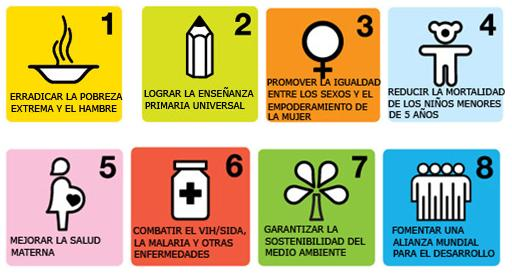 1
ERRADICAR LA POBREZA
EXTREMA Y EL HAMBRE
2
LOGRAR LA ENSEÑANZA
PRIMARIA UNIVERSAL
3
PROMOVER LA IGUALDAD
ENTRE LOS SEXOS Y EL
EMPODERAMIENTO DE
LA MUJER
4
REDUCIR LA MORTALIDAD
DE LOS NIÑOS MENORES
DE 5 AÑOS
5
MEJORAR LA SALUD
MATERNA
6
COMBATIR EL VIH/SIDA,
LA MALARIA Y OTRAS
ENFERMEDADES
7
GARANTIZAR LA
SOSTENIBILIDAD DEL
MEDIO AMBIENTE
8
FOMENTAR UNA
ALIANZA MUNDIAL
PARA EL DESARROLLO